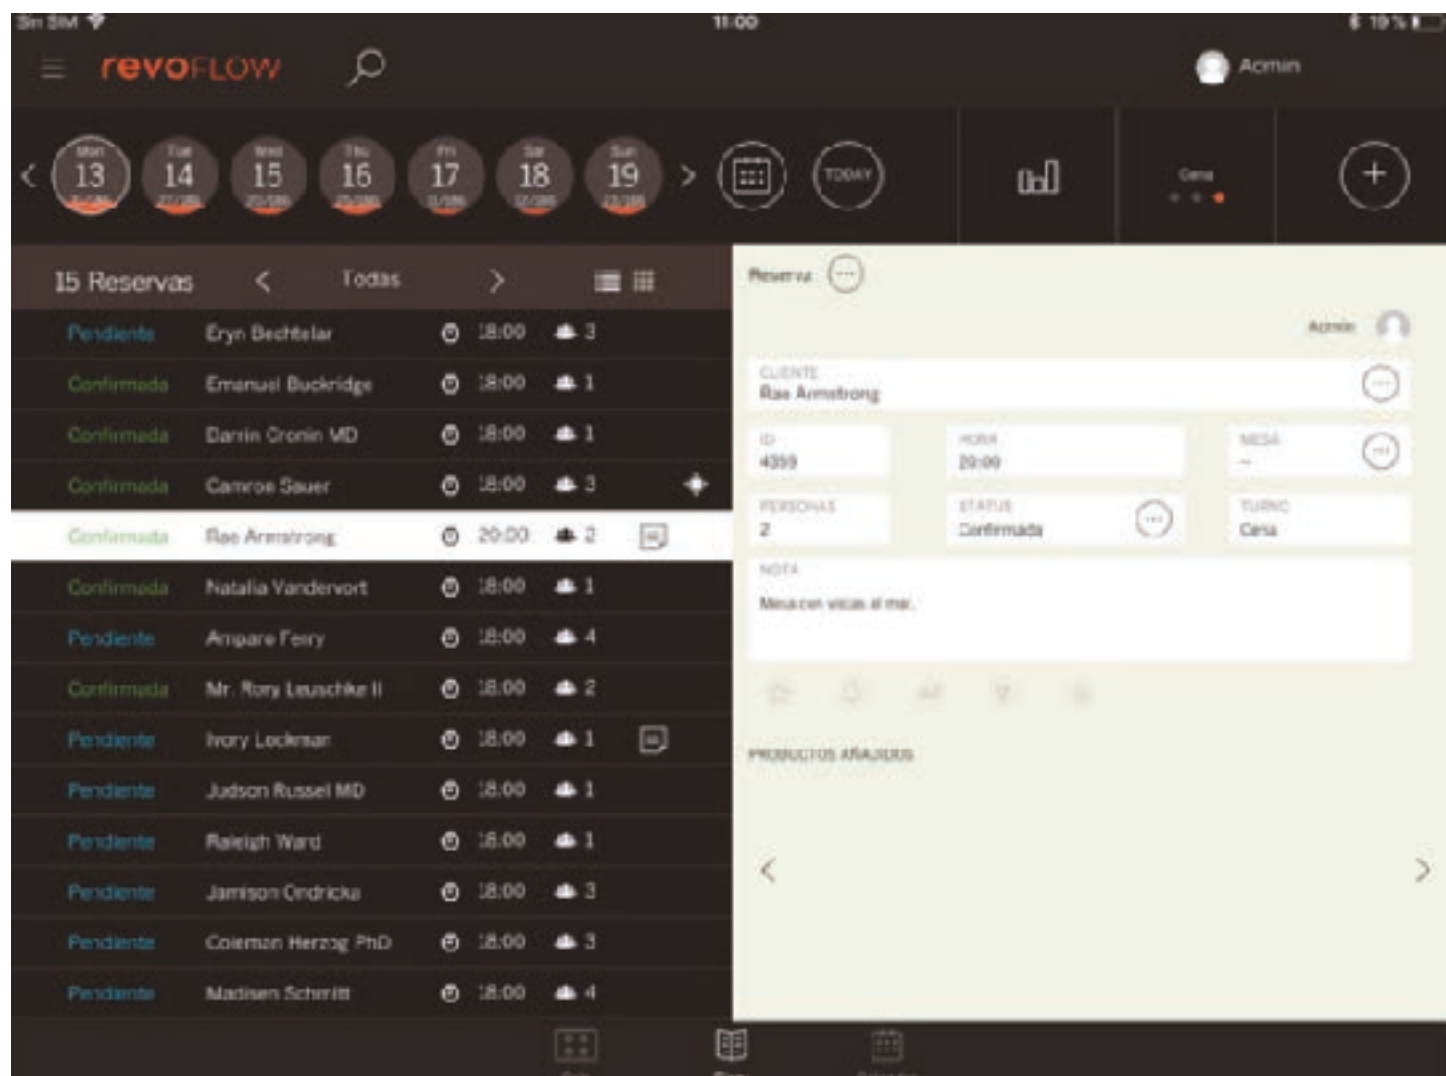 Sin SIM 11:00 19 %
revoFLOW Admin
Mon Tue Wed Thu Fri Sat Sun
13 14 15 16 17 18 19 TODAY Cena
15 Reservas Todas
Pendiente Eryn Bechtelar 18:00 3
Confirmada Emanuel Buckridge 18:00 1
Confirmada Darrin Cronin MD 18:00 1
Confirmada Camron Sauer 18:00 3
Confirmada Rae Armstrong 20:00 2
Confirmada Natalia Vandervort 18:00 1
Pendiente Amparo Ferry 18:00 4
Confirmada Mr. Rory Leuschke II 18:00 2
Pendiente Ivory Lockman 18:00 1
Pendiente Judson Russel MD 18:00 1
Pendiente Raleigh Ward 18:00 1
Pendiente Jamison Ondricka 18:00 3
Pendiente Coleman Herzog PhD 18:00 3
Pendiente Madisen Schmitt 18:00 4
Reserva
Admin
CLIENTE
Rae Armstrong
ID HORA MESA
4399 20:00 --
PERSONAS STATUS TURNO
2 Confirmada Cena
NOTA
Mesa con vistas al mar.
PRODUCTOS AÑADIDOS